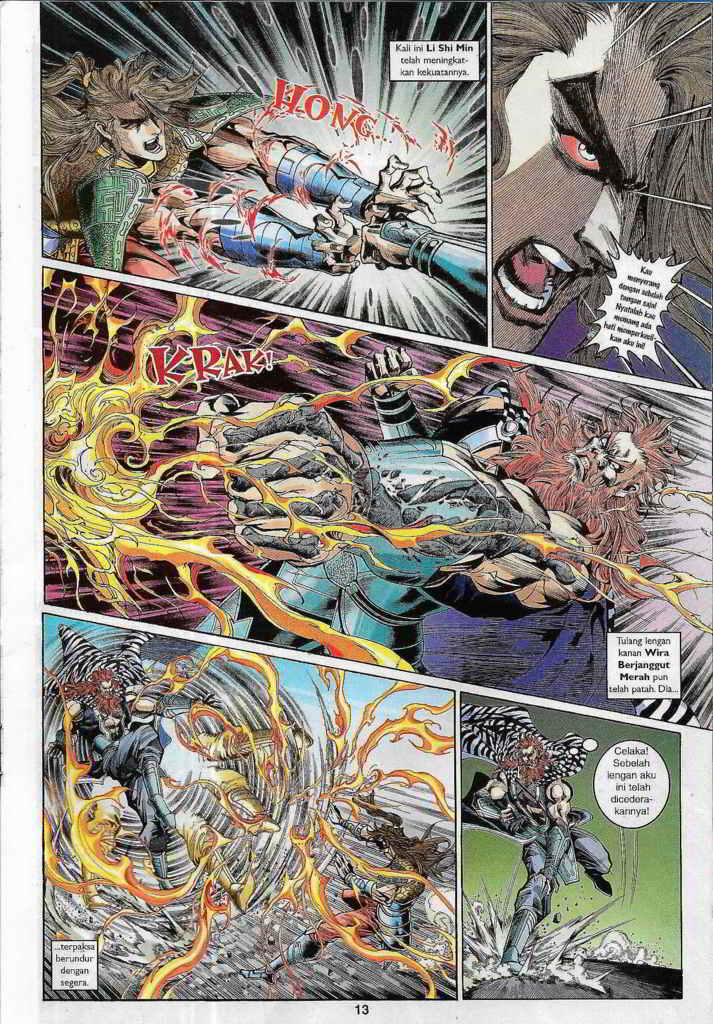 Kali ini Li Shi Min
telah meningkat-
kan kekuatannya.
HONG...
Kau
menyerang
dengan sebelah
tangan saja!
Nyatalah kau
memang ada
hati memperkecil-
kan aku ini!
KRAK!
Tulang lengan
kanan Wira
Berjanggut
Merah pun
telah patah. Dia...
...terpaksa
berundur
dengan
segera.
Celaka!
Sebelah
lengan aku
ini telah
dicedera-
kannya!
13